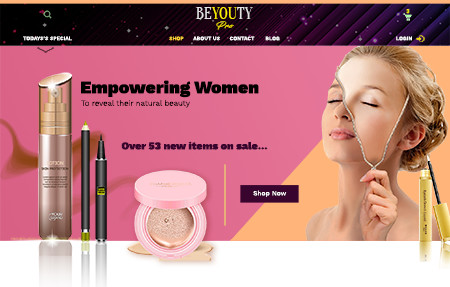 BEYOUTY
Pro
TODAYS'S SPECIAL
SHOP
ABOUT US
CONTACT
BLOG
LOGIN
Empowering Women
To reveal their natural beauty
Over 53 new items on sale...
Shop Now